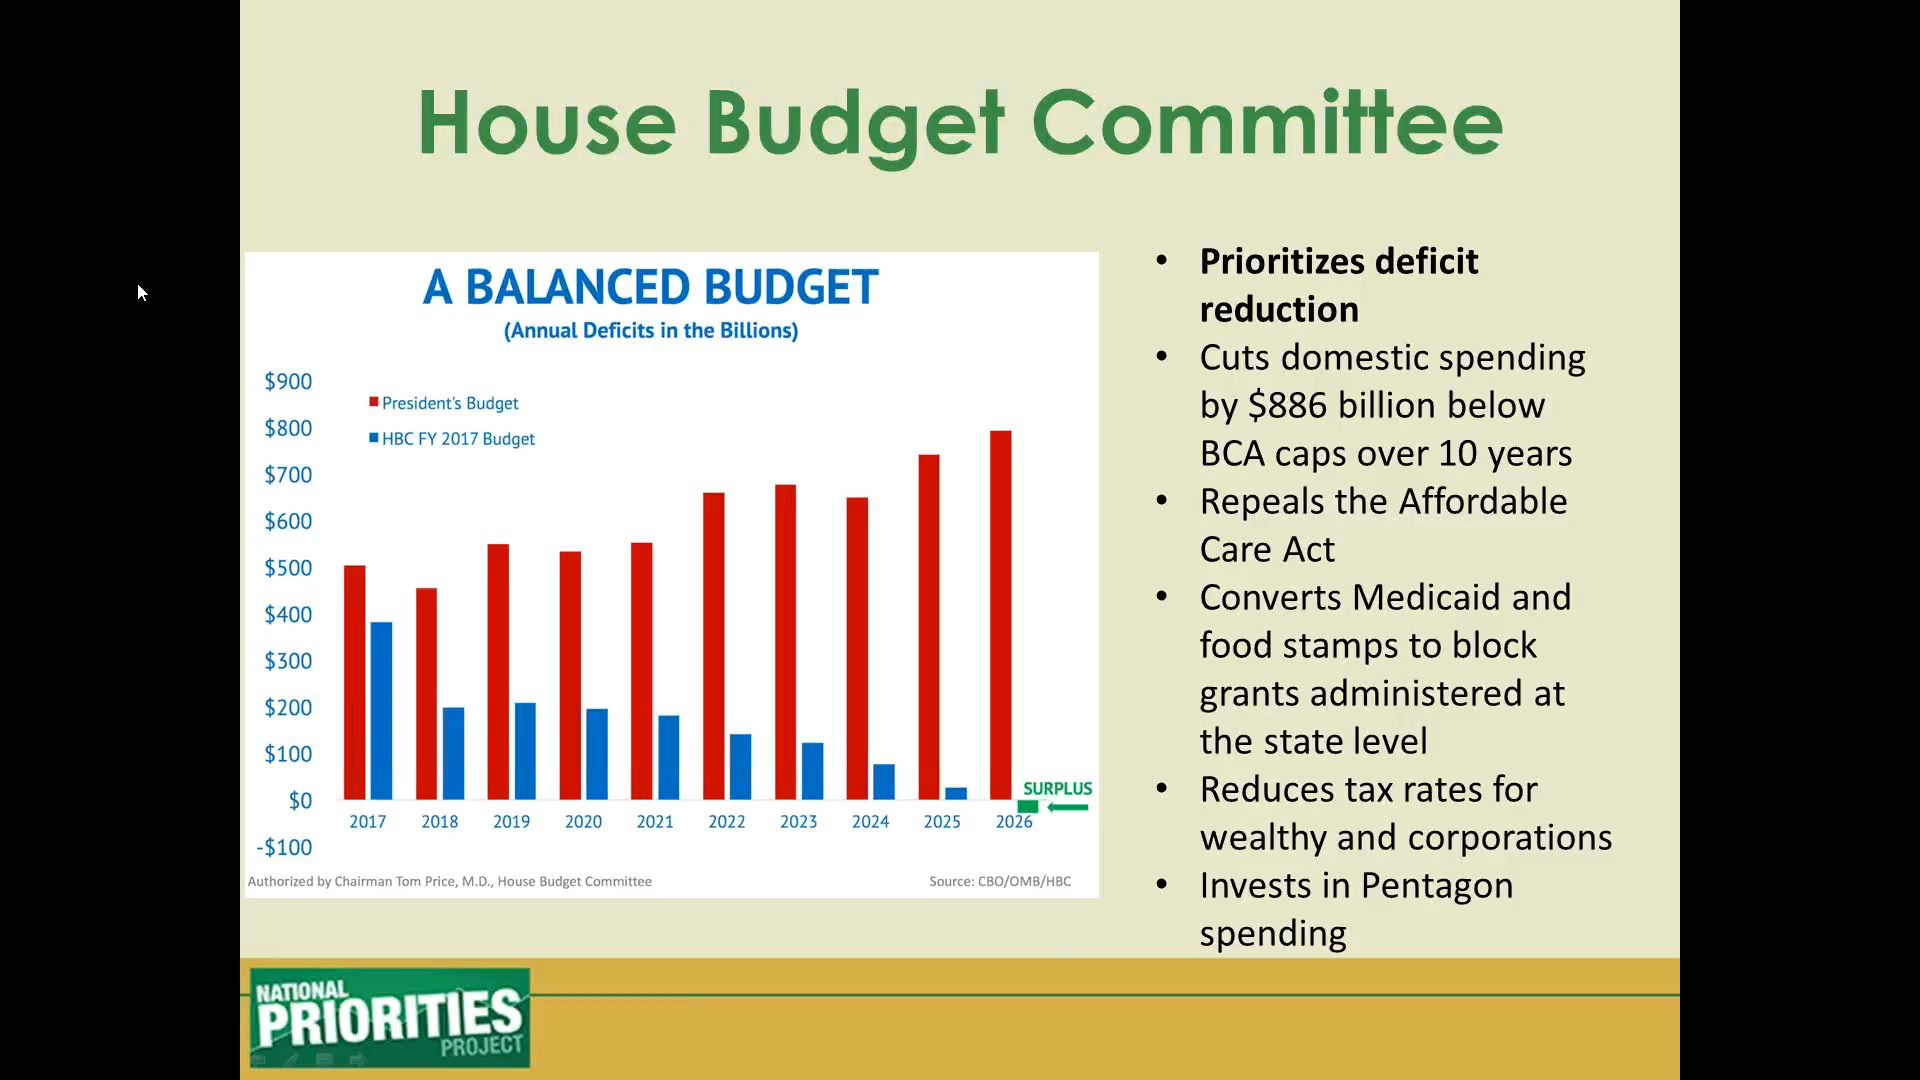 House Budget Committee
A BALANCED BUDGET
(Annual Deficits in the Billions)
$900
$800
$700
$600
$500
$400
$300
$200
$100
$0
-$100
President's Budget
HBC FY 2017 Budget
SURPLUS
2017 2018 2019 2020 2021 2022 2023 2024 2025 2026
Authorized by Chairman Tom Price, M.D., House Budget Committee
Source: CBO/OMB/HBC
• Prioritizes deficit
reduction
• Cuts domestic spending
by $886 billion below
BCA caps over 10 years
• Repeals the Affordable
Care Act
• Converts Medicaid and
food stamps to block
grants administered at
the state level
• Reduces tax rates for
wealthy and corporations
• Invests in Pentagon
spending
NATIONAL
PRIORITIES
PROJECT